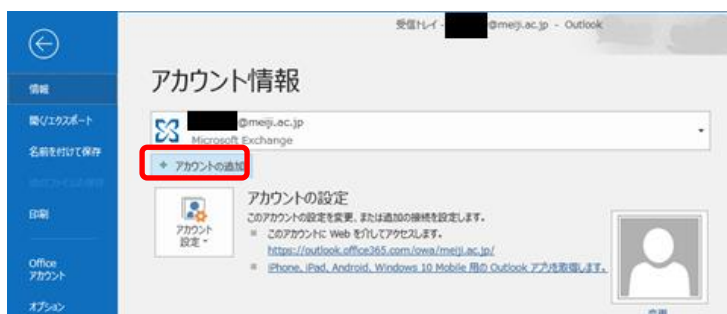 受信トレイ - @meiji.ac.jp - Outlook
アカウント情報
情報
開く/エクスポート
名前を付けて保存
印刷
Office
アカウント
オプション
@meiji.ac.jp
Microsoft Exchange
+ アカウントの追加
アカウント
設定
アカウントの設定
このアカウントの設定を変更、または追加の接続を設定します。
このアカウントに Web を介してアクセスします。
https://outlook.office365.com/owa/meiji.ac.jp/
iPhone, iPad, Android, Windows 10 Mobile 用の Outlook アプリを取得します。